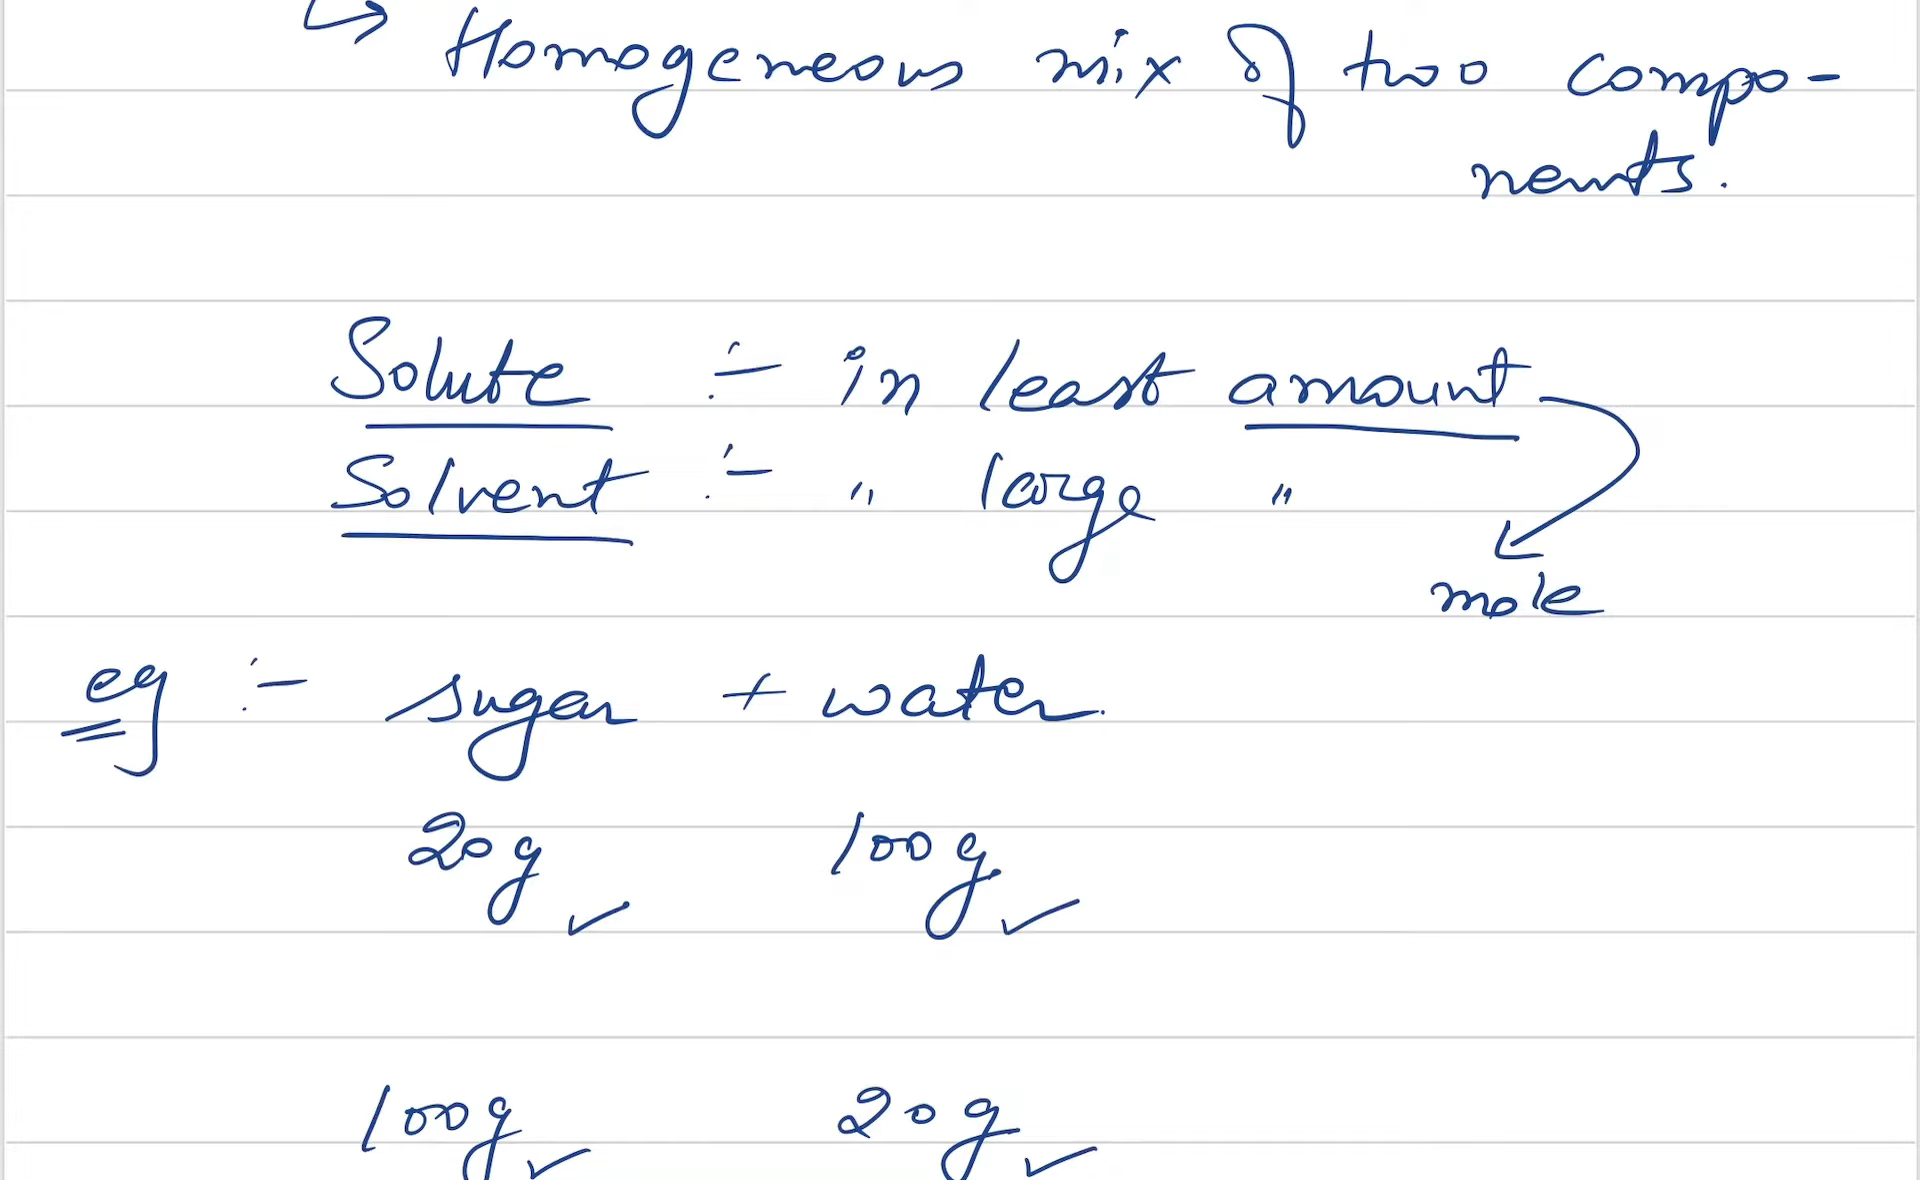 ↳ Homogeneous mix of two compo-
nents.
Solute :- in least amount
Solvent :- " large "
mole
eg :- sugar + water.
20g ✓ 100g ✓
100g ✓ 20g ✓